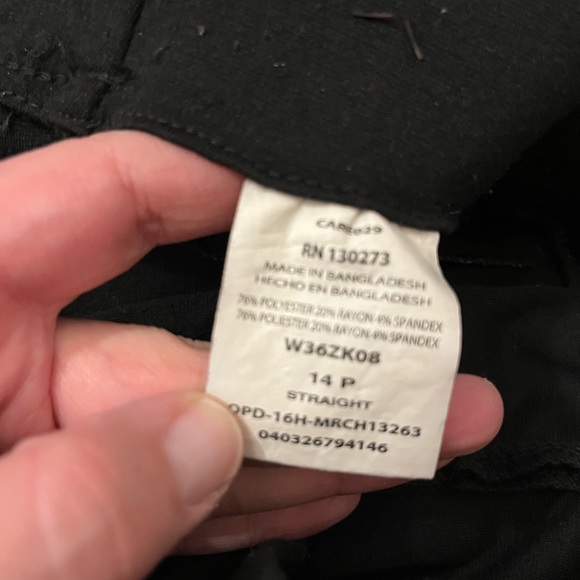 RN 130273
MADE IN BANGLADESH
HECHO EN BANGLADESH
76% POLYESTER 20% RAYON 4% SPANDEX
76% POLIESTER 20% RAYON 4% SPANDEX
W36ZK08
14 P
STRAIGHT
OPD-16H-MRCH13263
040326794146